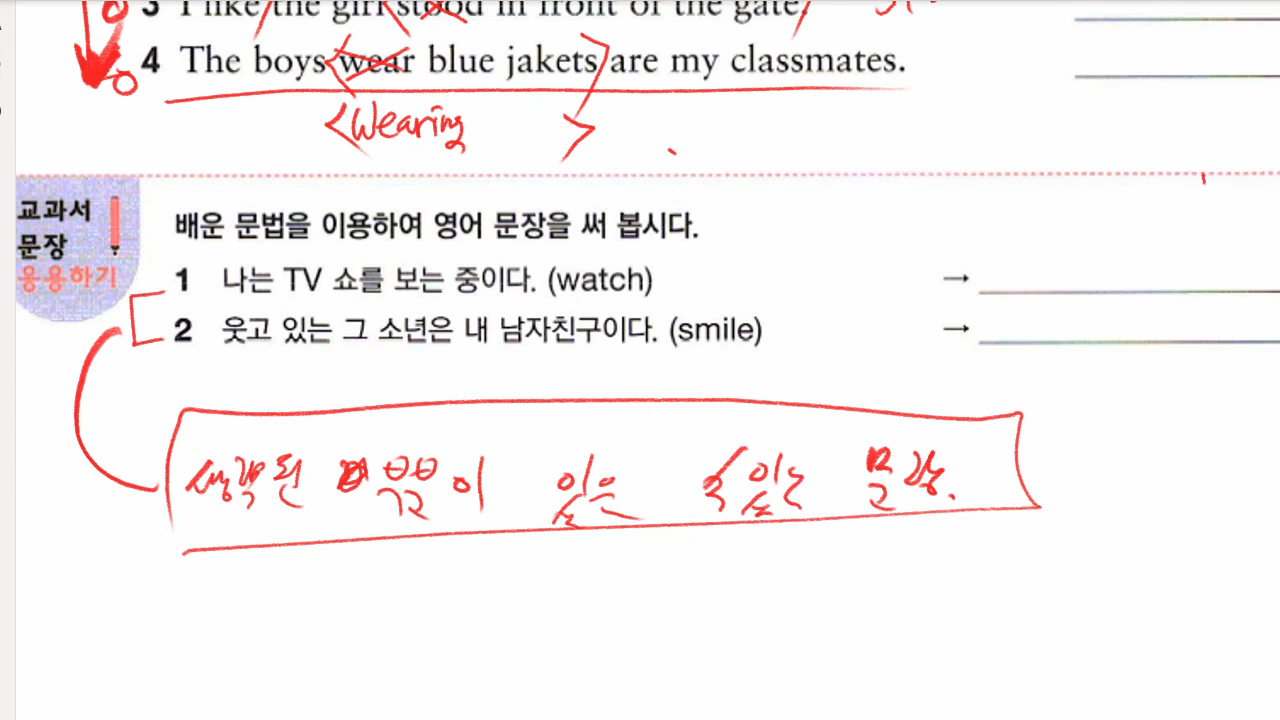 3 I like the girl stood in front of the gate.
4 The boys wear blue jakets are my classmates.
<Wearing >
교과서
문장
응용하기
배운 문법을 이용하여 영어 문장을 써 봅시다.
1 나는 TV 쇼를 보는 중이다. (watch) →
2 웃고 있는 그 소년은 내 남자친구이다. (smile) →
생략된 이 있는 문장.